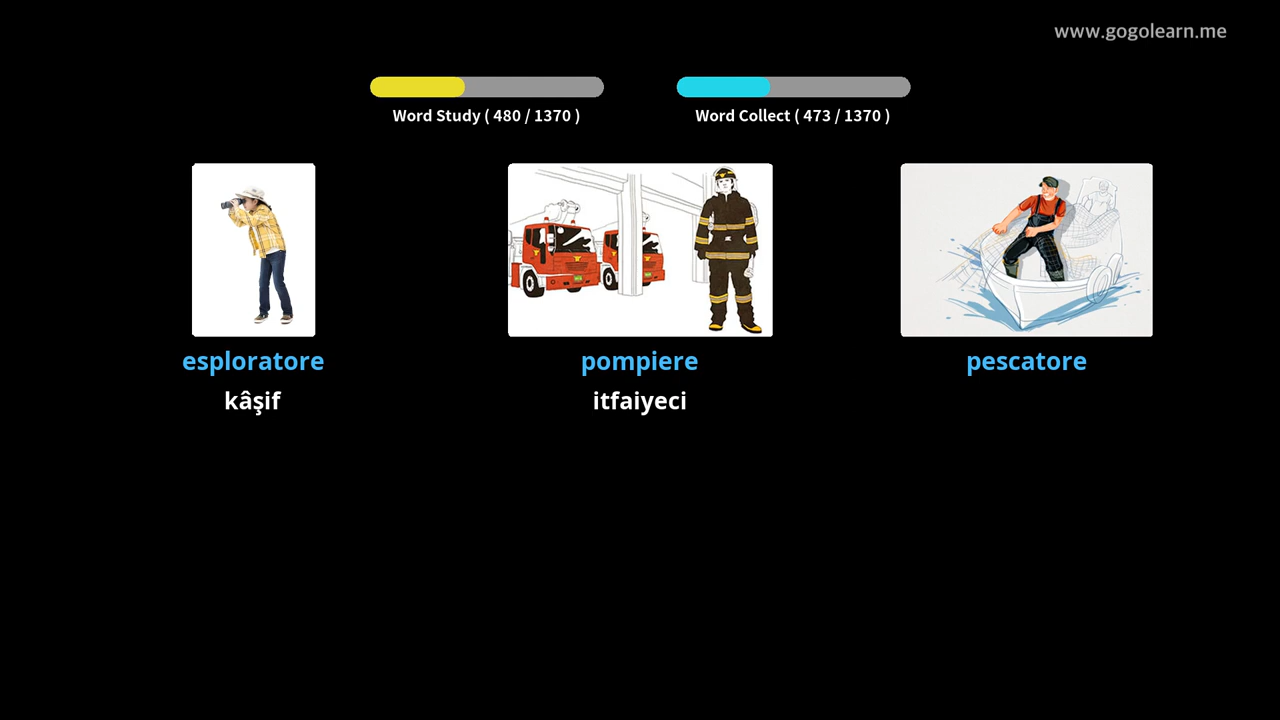 www.gogolearn.me
Word Study ( 480 / 1370 )
Word Collect ( 473 / 1370 )
esploratore
pompiere
pescatore
kâşif
itfaiyeci